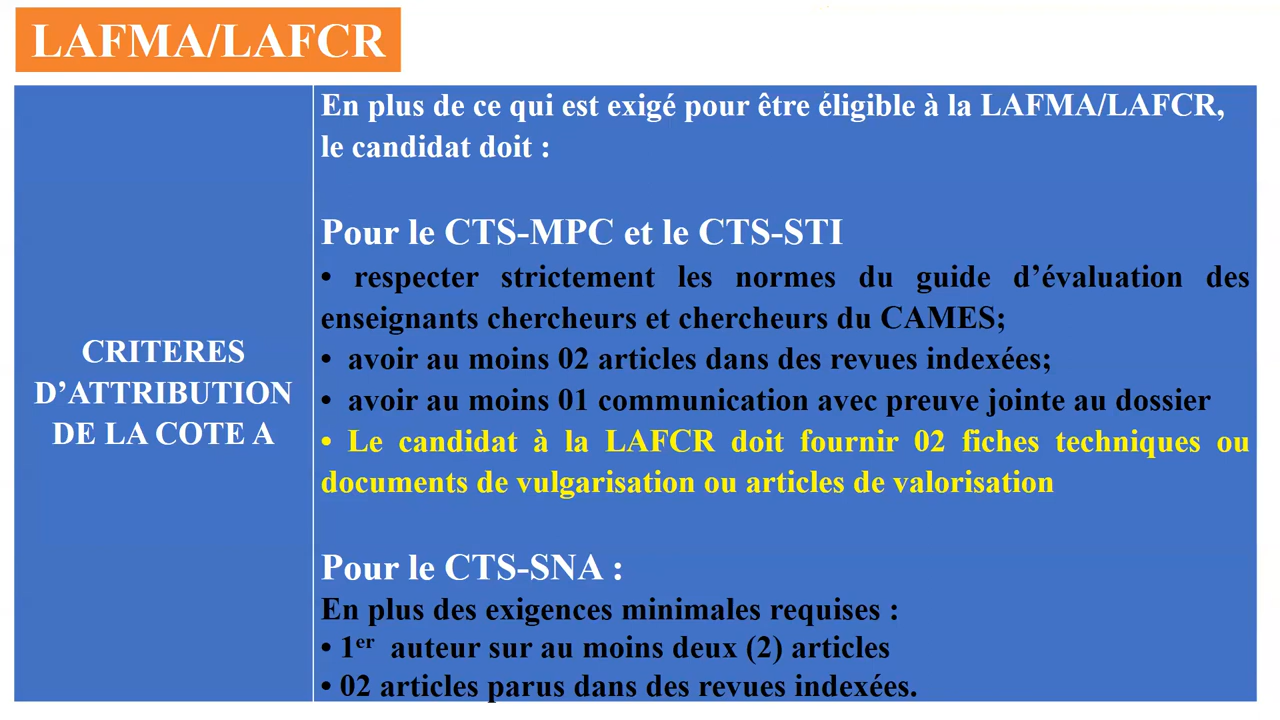 LAFMA/LAFCR
CRITERES
D’ATTRIBUTION
DE LA COTE A
En plus de ce qui est exigé pour être éligible à la LAFMA/LAFCR,
le candidat doit :
Pour le CTS-MPC et le CTS-STI
• respecter strictement les normes du guide d’évaluation des
enseignants chercheurs et chercheurs du CAMES;
• avoir au moins 02 articles dans des revues indexées;
• avoir au moins 01 communication avec preuve jointe au dossier
• Le candidat à la LAFCR doit fournir 02 fiches techniques ou
documents de vulgarisation ou articles de valorisation
Pour le CTS-SNA :
En plus des exigences minimales requises :
• 1er auteur sur au moins deux (2) articles
• 02 articles parus dans des revues indexées.